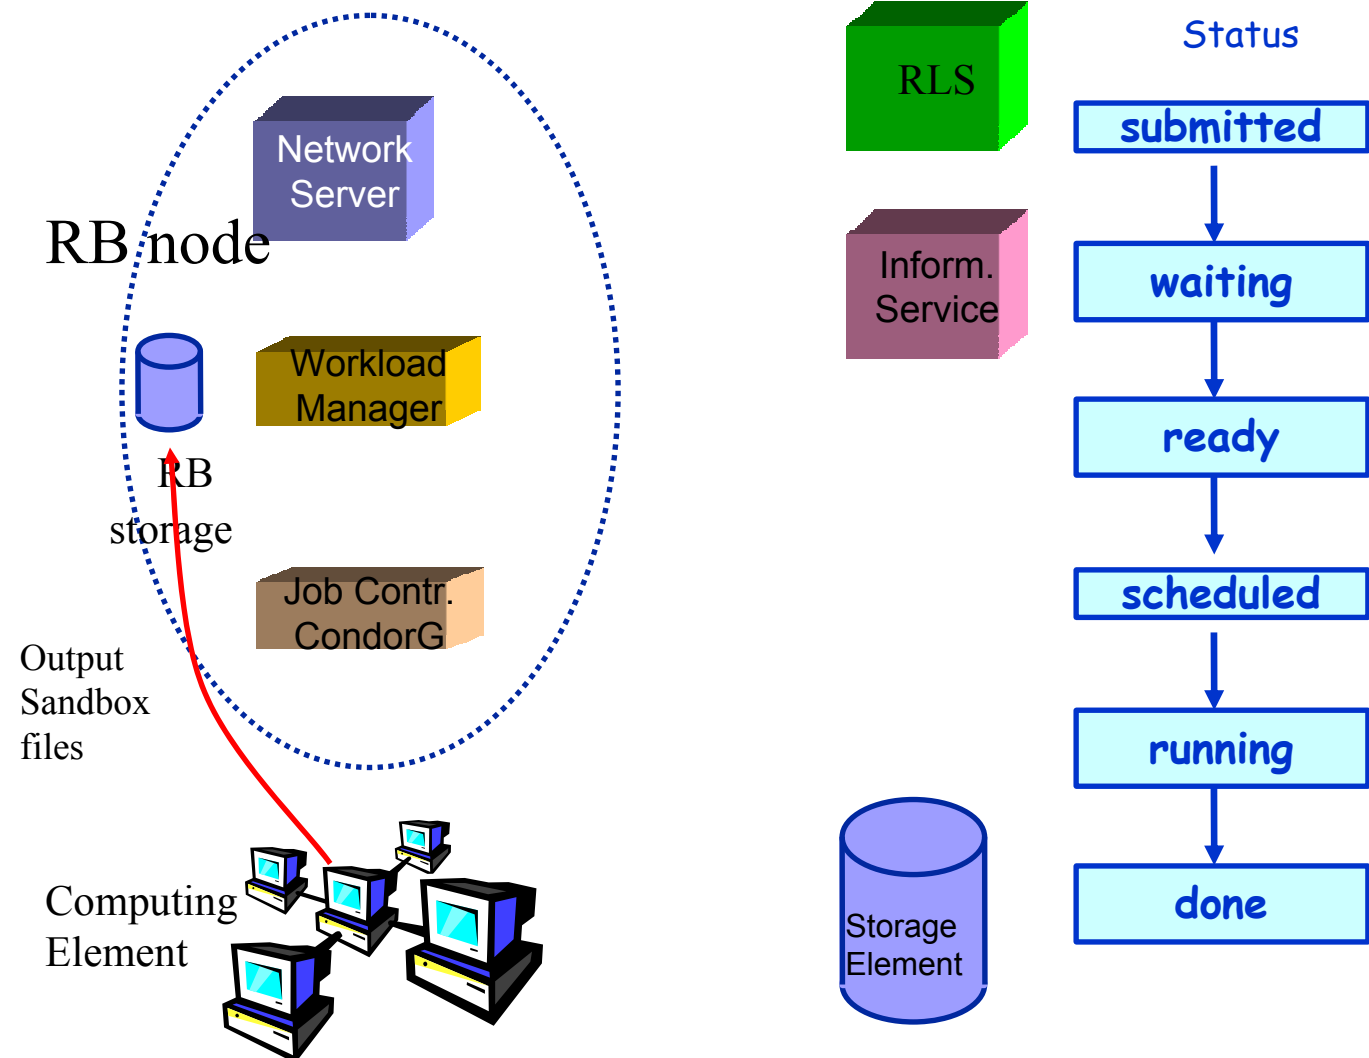 Network
Server
RB node
Workload
Manager
RB
storage
Job Contr.
CondorG
Output
Sandbox
files
Computing
Element
RLS
Inform.
Service
Storage
Element
Status
submitted
waiting
ready
scheduled
running
done